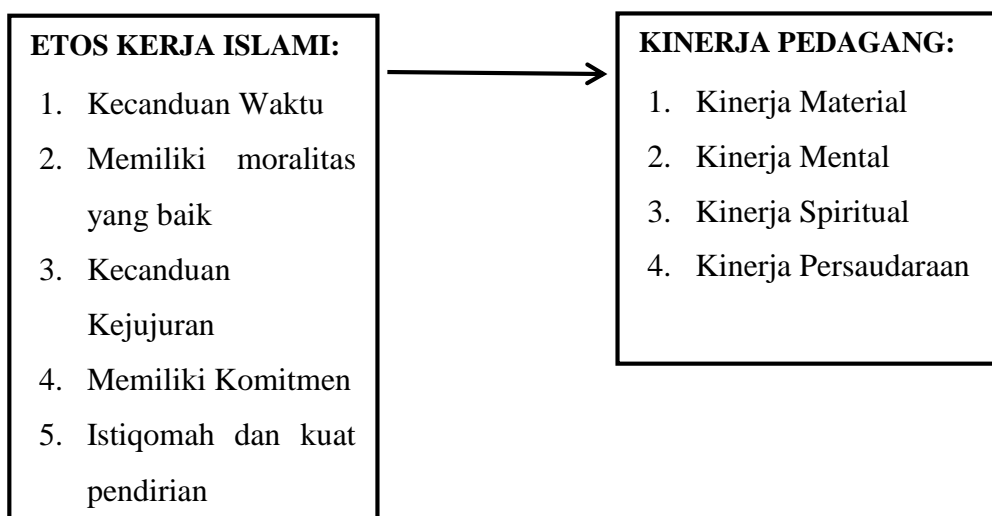 ETOS KERJA ISLAMI:
1. Kecanduan Waktu
2. Memiliki moralitas
yang baik
3. Kecanduan
Kejujuran
4. Memiliki Komitmen
5. Istiqomah dan kuat
pendirian
KINERJA PEDAGANG:
1. Kinerja Material
2. Kinerja Mental
3. Kinerja Spiritual
4. Kinerja Persaudaraan